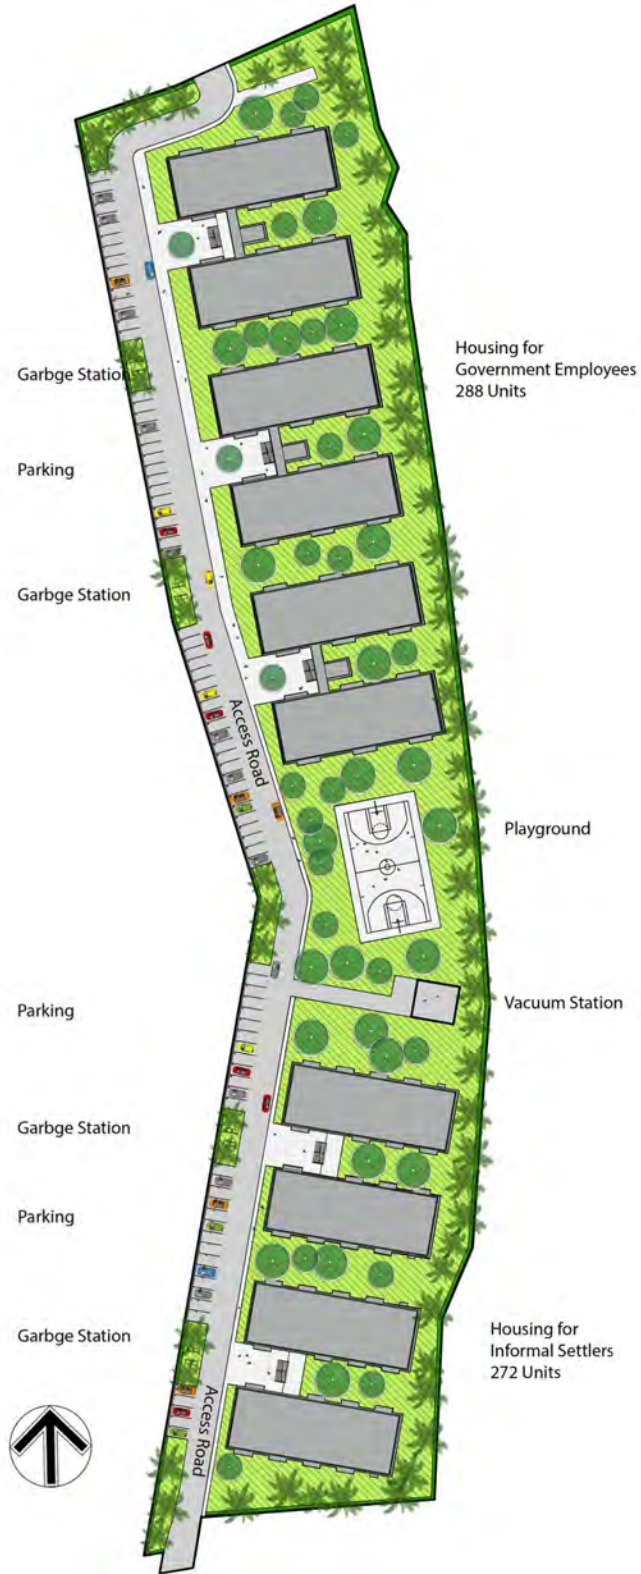 Garbge Station
Housing for
Government Employees
288 Units
Parking
Garbge Station
Access Road
Playground
Parking
Vacuum Station
Garbge Station
Parking
Garbge Station
Housing for
Informal Settlers
272 Units
Access Road